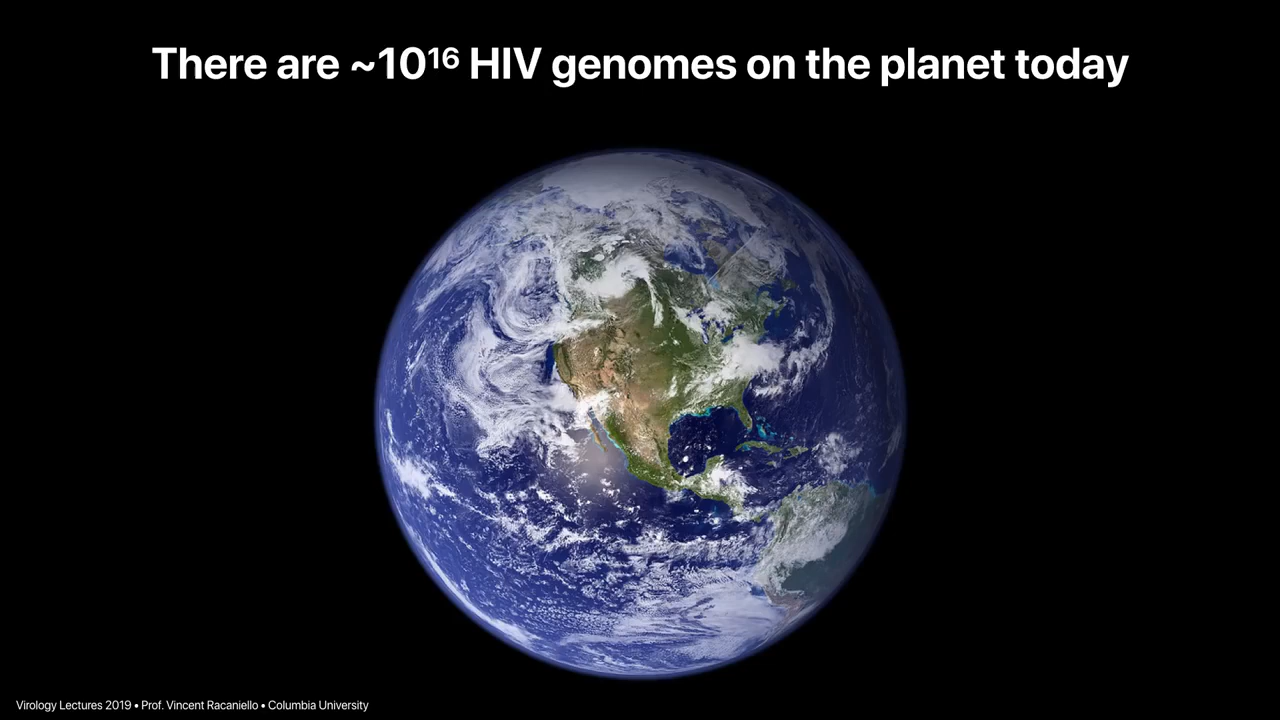 There are ~10¹⁶ HIV genomes on the planet today
Virology Lectures 2019 • Prof. Vincent Racaniello • Columbia University